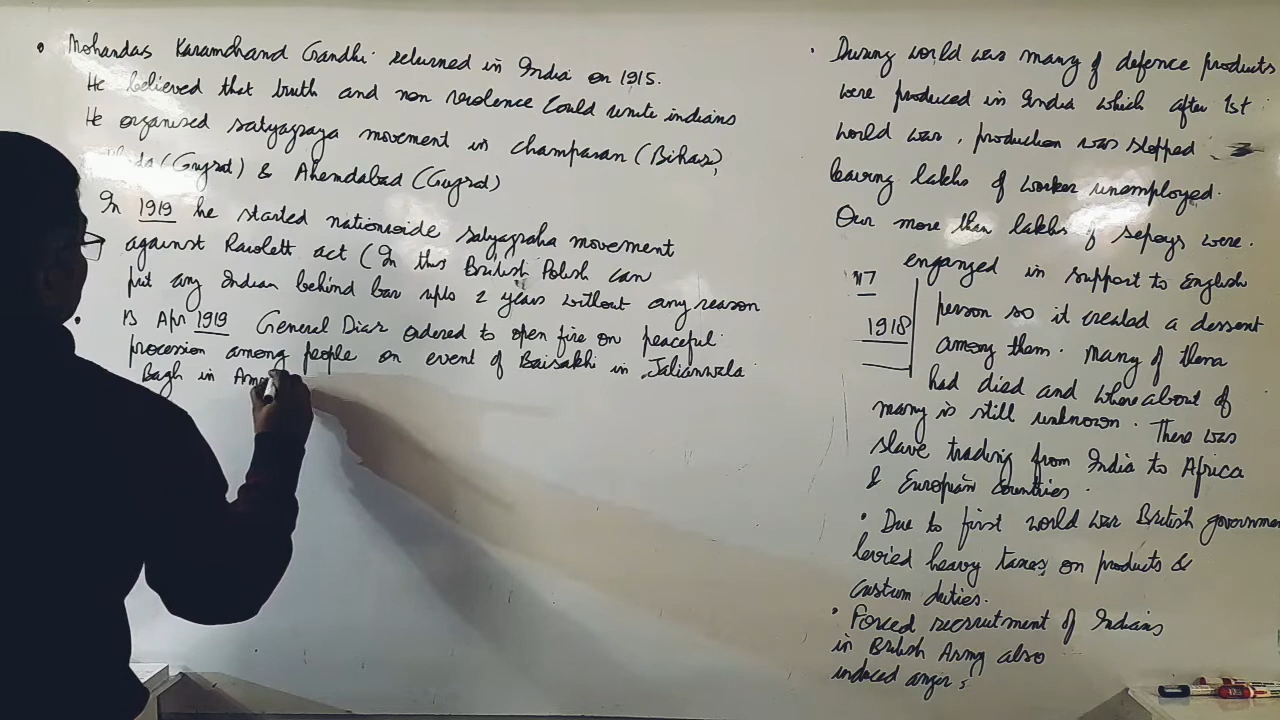 • Mohandas Karamchand Gandhi returned in India on 1915.
He believed that truth and non violence could unite indians
He organised satyagraga movement in Champaran (Bihar),
(Gujrat) & Ahendabad (Gujrat)
In 1919 he started nationwide satyagraha movement
against Rawlett act (In this British Polish can
put any Indian behind bar upto 2 years without any reason
• 13 Apr 1919 General Diar ordered to open fire on peaceful
procession among people on event of Baisakhi in Jalianwala
Bagh in Am
• During world was many of defence products
were produced in India which after 1st
world war, production was stopped
leaving lakhs of worker unemployed.
Our more than lakhs of sepoys were.
enganzed in support to English
person so it created a dessent
1918
among them. Many of them
had died and whereabout of
many is still unknown. There was
slave trading from India to Africa
& European Countries.
• Due to first world war British governme
levied heavy taxes on products &
custum duties.
• Forced recruitment of Indians
in British Army also
induced anger